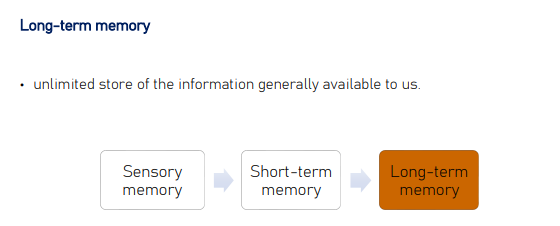 Long-term memory
• unlimited store of the information generally available to us.
Sensory
memory
Short-term
memory
Long-term
memory